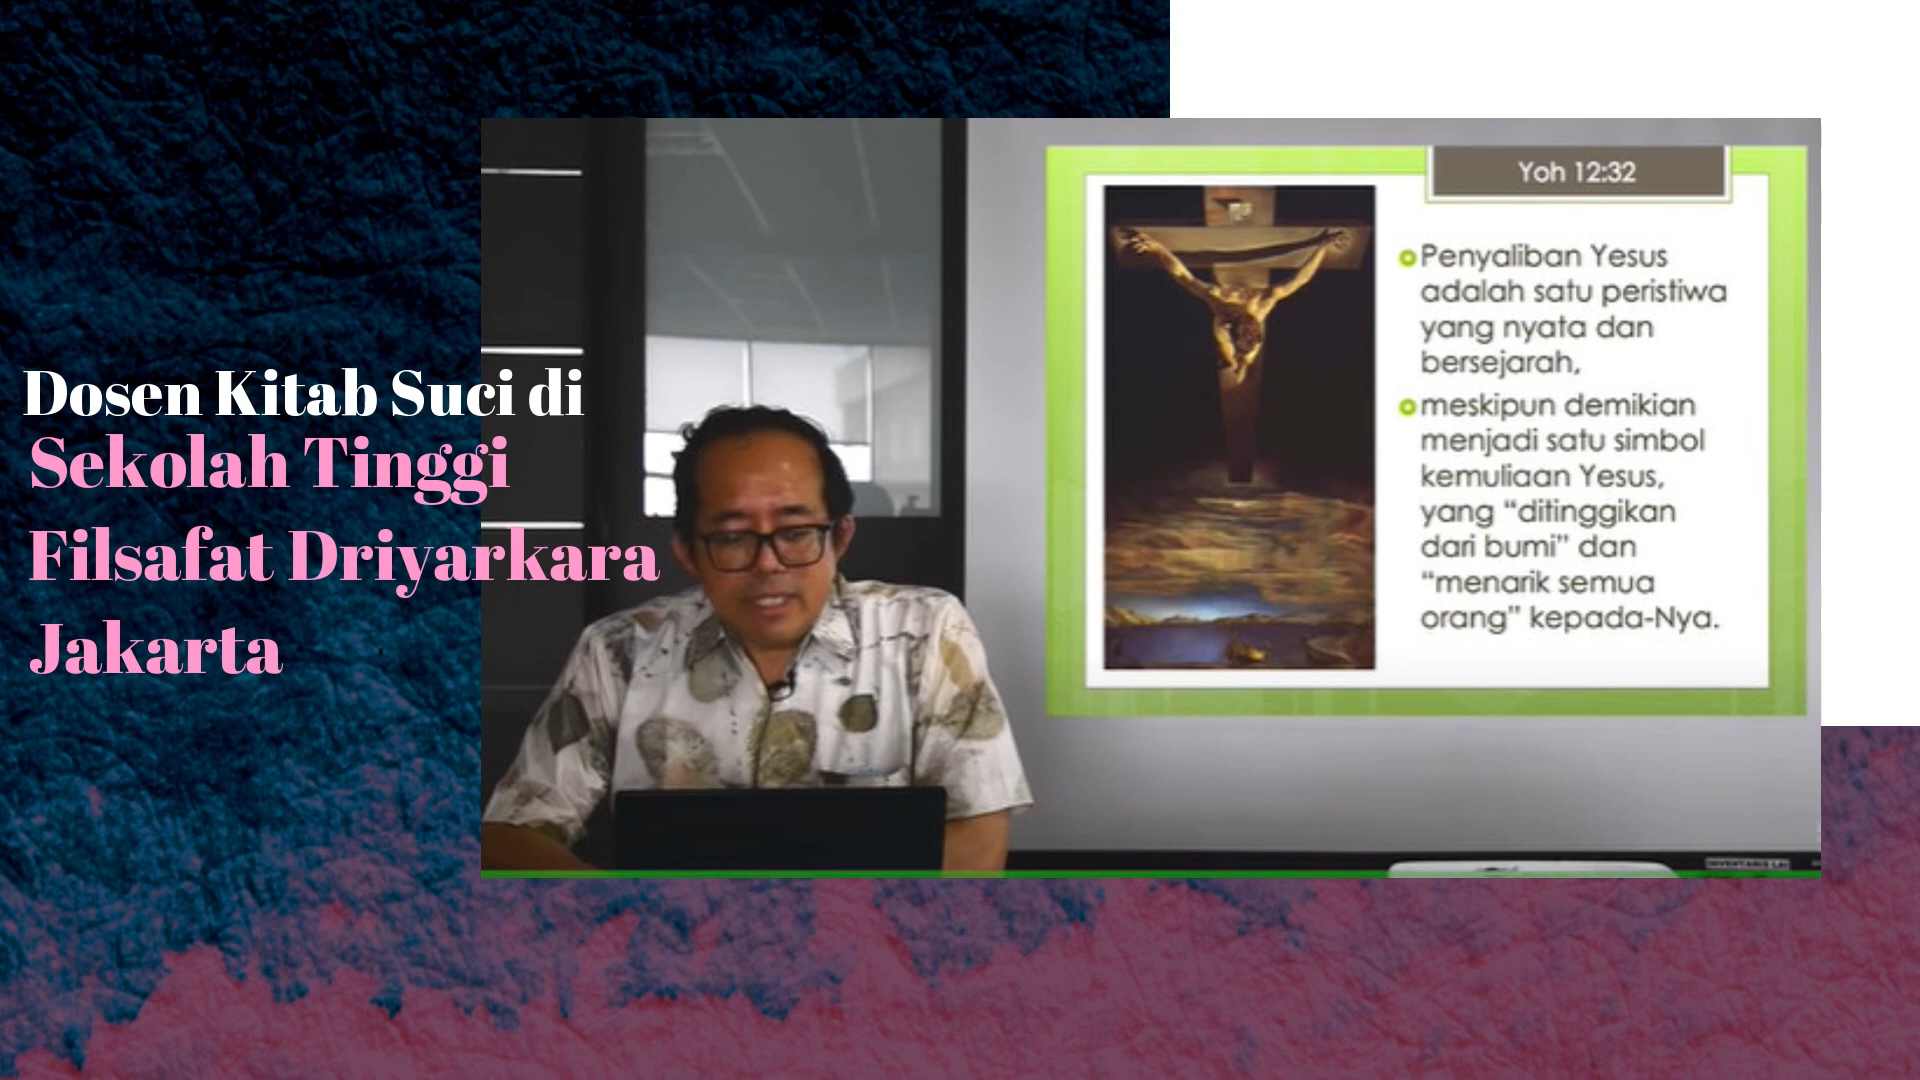 Dosen Kitab Suci di
Sekolah Tinggi
Filsafat Driyarkara
Jakarta
Yoh 12:32
Penyaliban Yesus
adalah satu peristiwa
yang nyata dan
bersejarah,
meskipun demikian
menjadi satu simbol
kemuliaan Yesus,
yang “ditinggikan
dari bumi” dan
“menarik semua
orang” kepada-Nya.
INVENTARIS LAI